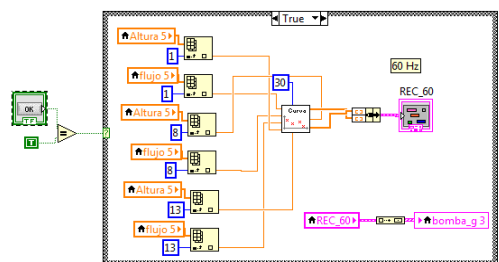 True
Altura 5
1
flujo 5
1
Altura 5
8
flujo 5
8
Altura 5
13
flujo 5
13
30
Curve
60 Hz
REC_60
OK
TF
T
=
?
REC_60
bomba_g 3